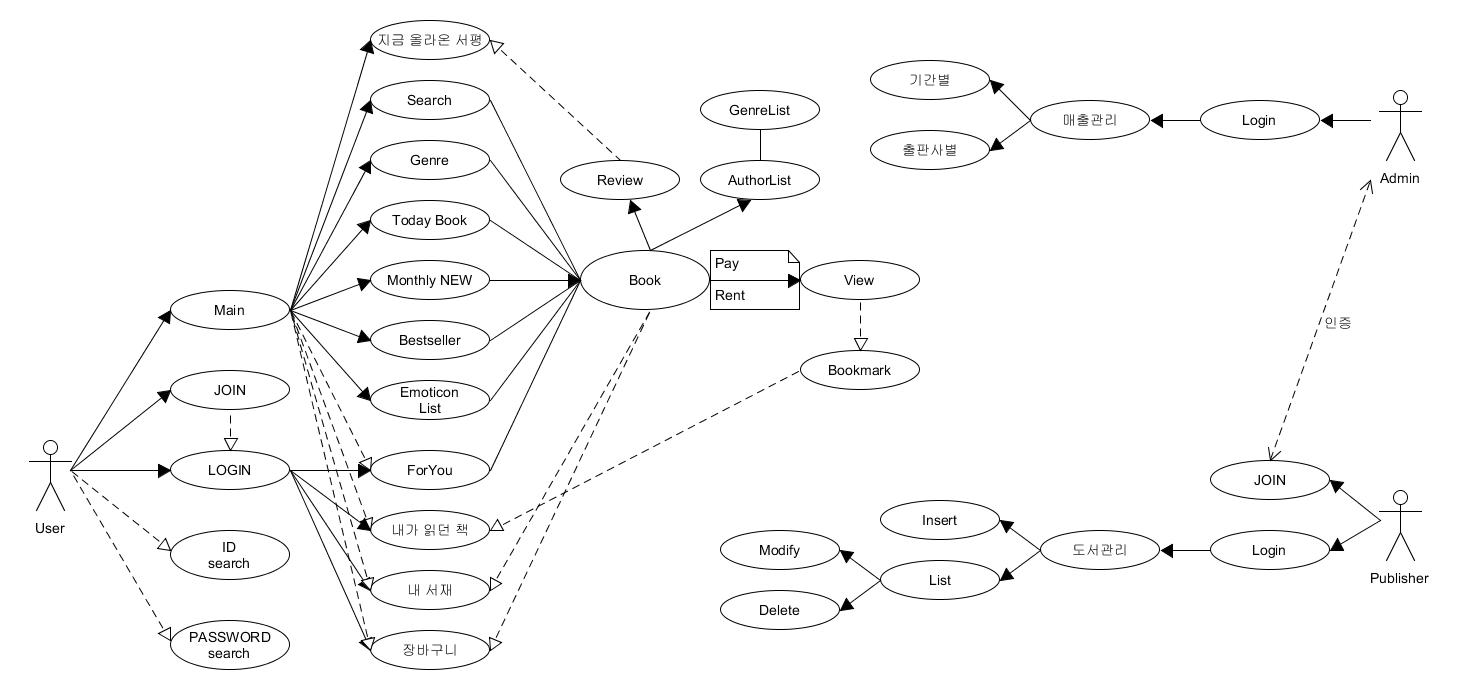 지금 올라온 서평
Search
Genre
Today Book
Monthly NEW
Bestseller
Emoticon
List
ForYou
내가 읽던 책
내 서재
장바구니
Main
JOIN
LOGIN
ID
search
PASSWORD
search
User
GenreList
Review
AuthorList
Book
Pay
Rent
View
Bookmark
기간별
출판사별
매출관리
Login
Admin
인증
JOIN
Login
Publisher
도서관리
Insert
List
Modify
Delete